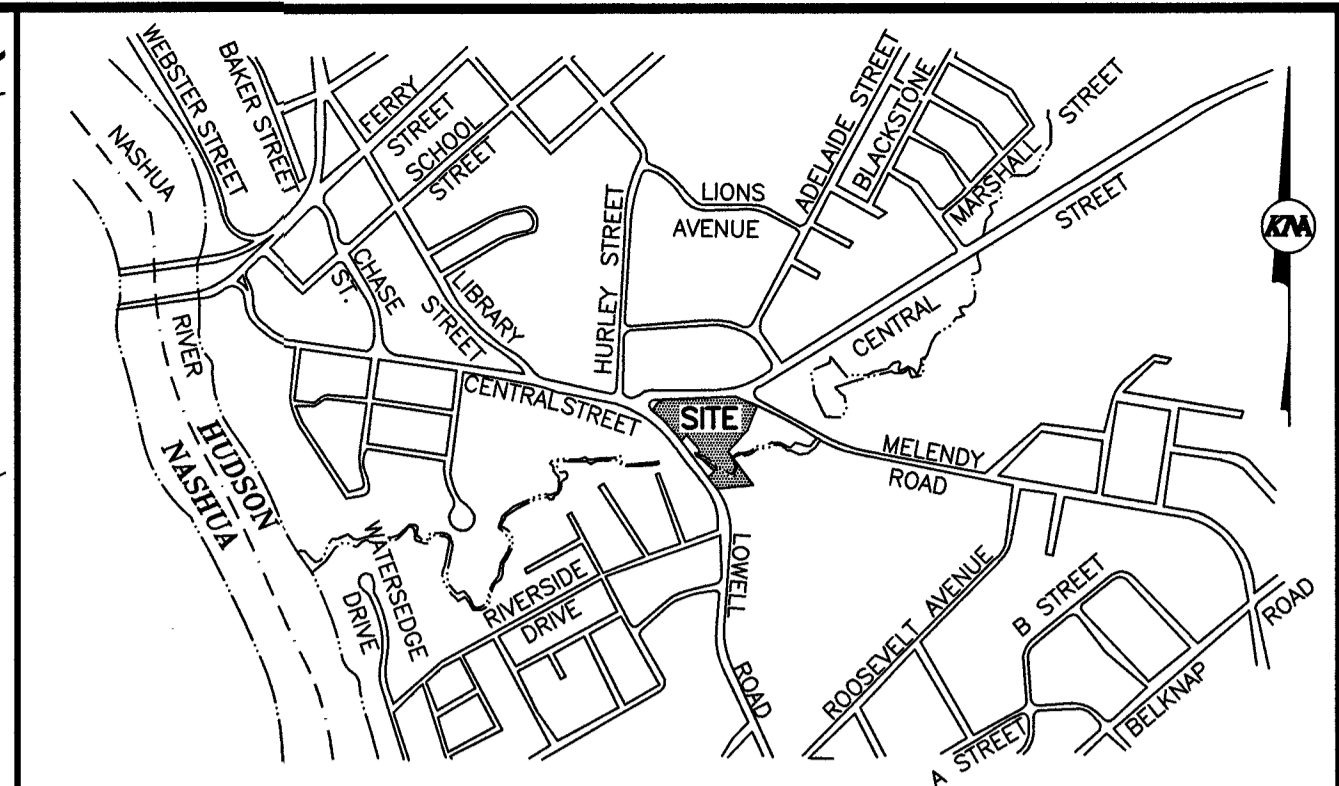 WEBSTER STREET
BAKER STREET
FERRY
STREET
SCHOOL
STREET
NASHUA
RIVER
CHASE
ST.
LIBRARY
STREET
HURLEY STREET
LIONS
AVENUE
ADELAIDE STREET
BLACKSTONE
MARSHALL
STREET
CENTRAL
STREET
KNA
CENTRAL STREET
SITE
MELENDY
ROAD
HUDSON
NASHUA
WATERSEDGE
DRIVE
RIVERSIDE
DRIVE
LOWELL
ROAD
ROOSEVELT AVENUE
B STREET
A STREET
BELKNAP
ROAD